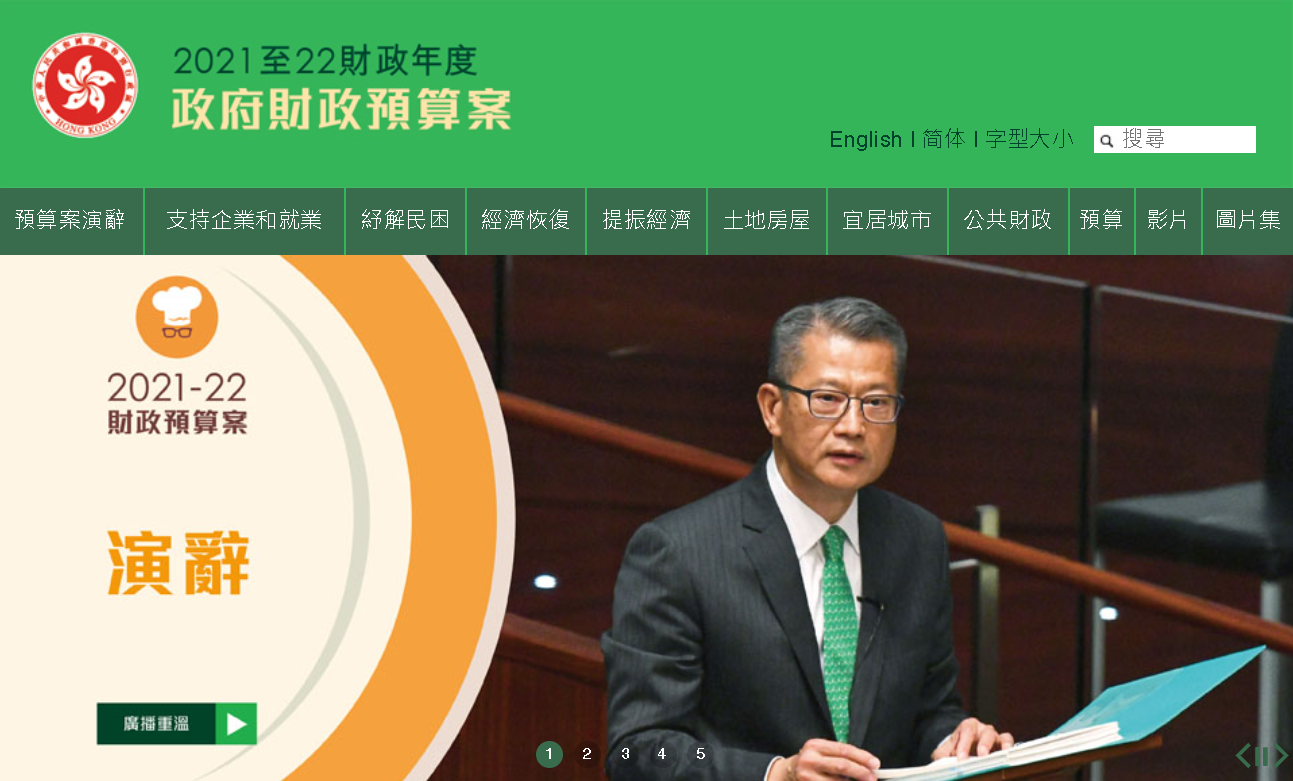 2021至22財政年度
政府財政預算案
HONG KONG
English | 简体 | 字型大小 搜尋
預算案演辭 支持企業和就業 紓解民困 經濟恢復 提振經濟 土地房屋 宜居城市 公共財政 預算 影片 圖片集
2021-22
財政預算案
演辭
廣播重溫
1 2 3 4 5